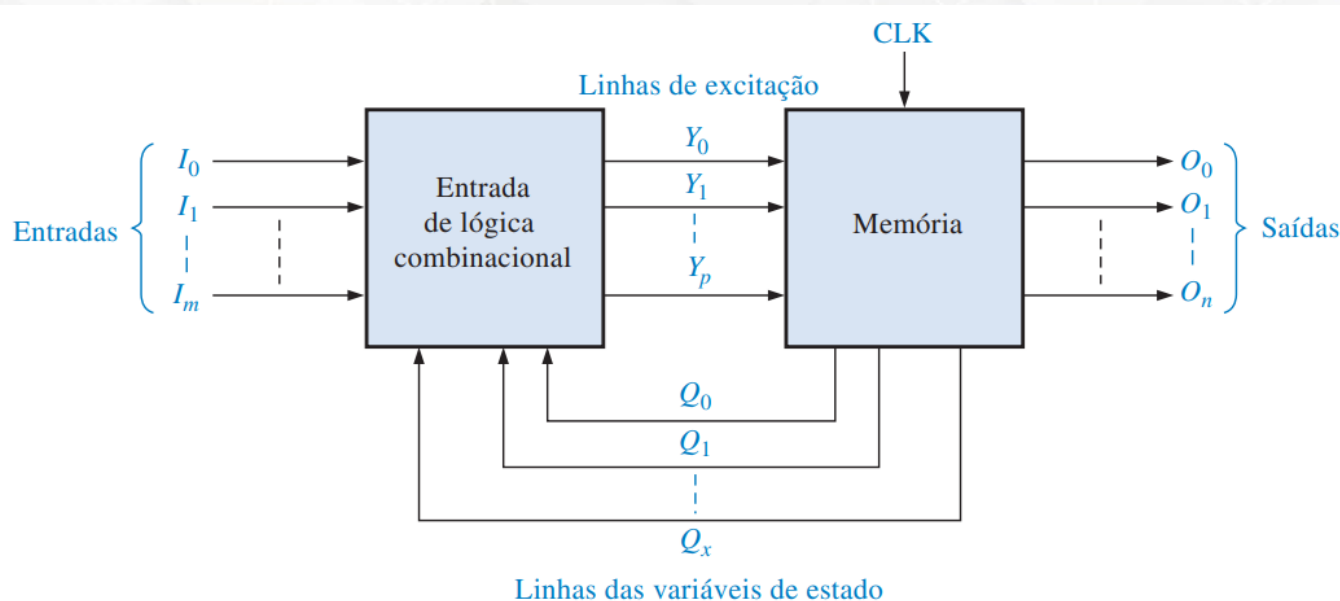 CLK
Linhas de excitação
Entradas
I0
I1
Im
Entrada
de lógica
combinacional
Y0
Y1
Yp
Memória
O0
O1
On
Saídas
Q0
Q1
Qx
Linhas das variáveis de estado